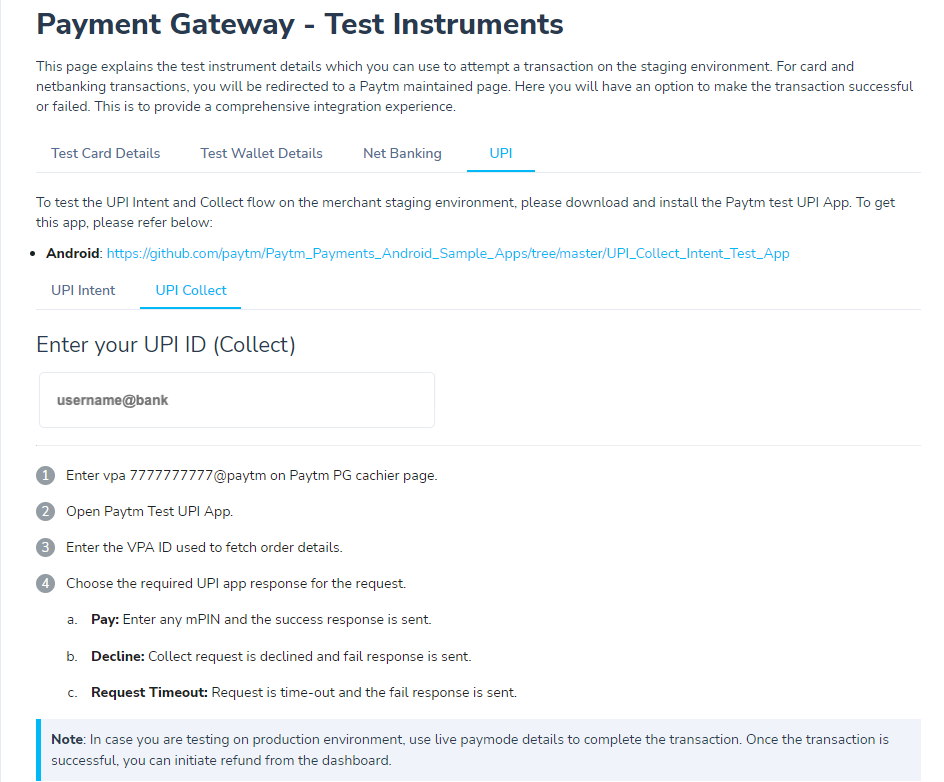 Payment Gateway - Test Instruments
This page explains the test instrument details which you can use to attempt a transaction on the staging environment. For card and
netbanking transactions, you will be redirected to a Paytm maintained page. Here you will have an option to make the transaction successful
or failed. This is to provide a comprehensive integration experience.
Test Card Details Test Wallet Details Net Banking UPI
To test the UPI Intent and Collect flow on the merchant staging environment, please download and install the Paytm test UPI App. To get
this app, please refer below:
• Android: https://github.com/paytm/Paytm_Payments_Android_Sample_Apps/tree/master/UPI_Collect_Intent_Test_App
UPI Intent UPI Collect
Enter your UPI ID (Collect)
username@bank
1 Enter vpa 7777777777@paytm on Paytm PG cachier page.
2 Open Paytm Test UPI App.
3 Enter the VPA ID used to fetch order details.
4 Choose the required UPI app response for the request.
a. Pay: Enter any mPIN and the success response is sent.
b. Decline: Collect request is declined and fail response is sent.
c. Request Timeout: Request is time-out and the fail response is sent.
Note: In case you are testing on production environment, use live paymode details to complete the transaction. Once the transaction is
successful, you can initiate refund from the dashboard.